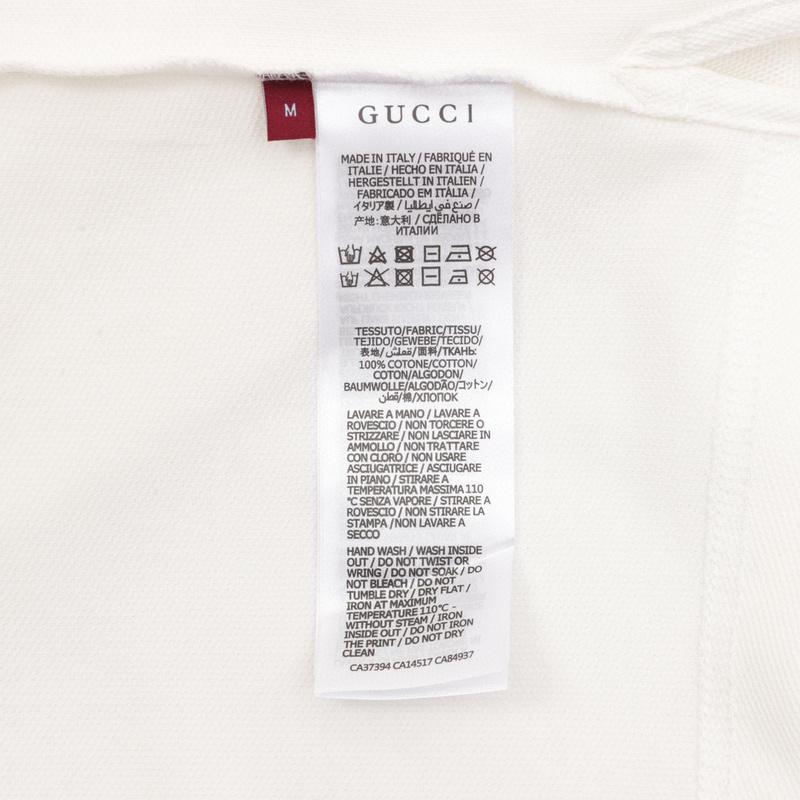 M
GUCCI
MADE IN ITALY / FABRIQUÉ EN
ITALIE / HECHO EN ITÀLIA /
HERGESTELLT IN ITALIEN /
FABRICADO EM ITÀLIA /
イタリア製 / صنع في إيطاليا /
产地：意大利 / СДЕЛАНО В
ИТАЛИИ
TESSUTO/FABRIC/TISSU/
TEJIDO/GEWEBE/TECIDO/
表地/قماش/面料/ТКАНЬ:
100% COTONE/COTTON/
COTON/ALGODON/
BAUMWOLLE/ALGODÃO/コットン/
قطن/棉/ХЛОПОК
LAVARE A MANO / LAVARE A
ROVESCIO / NON TORCERE O
STRIZZARE / NON LASCIARE IN
AMMOLLO / NON TRATTARE
CON CLORO / NON USARE
ASCIUGATRICE / ASCIUGARE
IN PIANO / STIRARE A
TEMPERATURA MASSIMA 110
°C SENZA VAPORE / STIRARE A
ROVESCIO / NON STIRARE LA
STAMPA /NON LAVARE A
SECCO
HAND WASH / WASH INSIDE
OUT / DO NOT TWIST OR
WRING / DO NOT SOAK / DO
NOT BLEACH / DO NOT
TUMBLE DRY / DRY FLAT /
IRON AT MAXIMUM
TEMPERATURE 110°C -
WITHOUT STEAM / IRON
INSIDE OUT / DO NOT IRON
THE PRINT / DO NOT DRY
CLEAN
CA37394 CA14517 CA84937